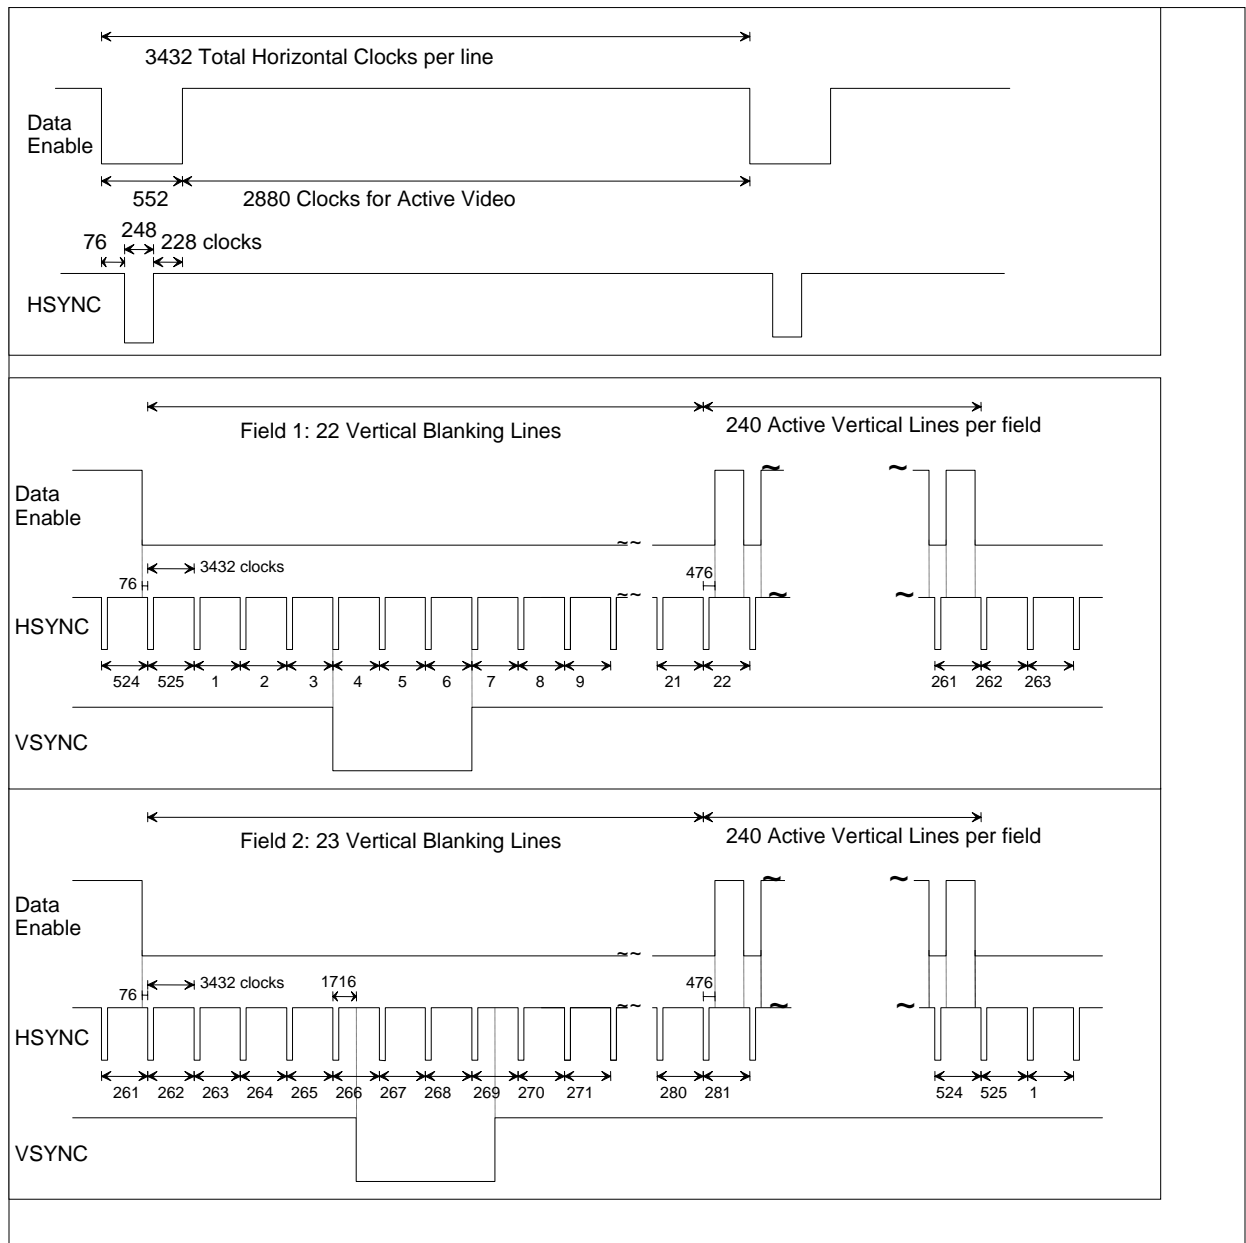 3432 Total Horizontal Clocks per line
Data
Enable
552
2880 Clocks for Active Video
248
76
228 clocks
HSYNC
Field 1: 22 Vertical Blanking Lines
240 Active Vertical Lines per field
~
~
Data
Enable
~~
3432 clocks
76
476
~~
~
~
HSYNC
524 525 1 2 3 4 5 6 7 8 9 21 22 261 262 263
VSYNC
Field 2: 23 Vertical Blanking Lines
240 Active Vertical Lines per field
~
~
Data
Enable
~~
3432 clocks
1716
76
476
~~
~
~
HSYNC
261 262 263 264 265 266 267 268 269 270 271 280 281 524 525 1
VSYNC